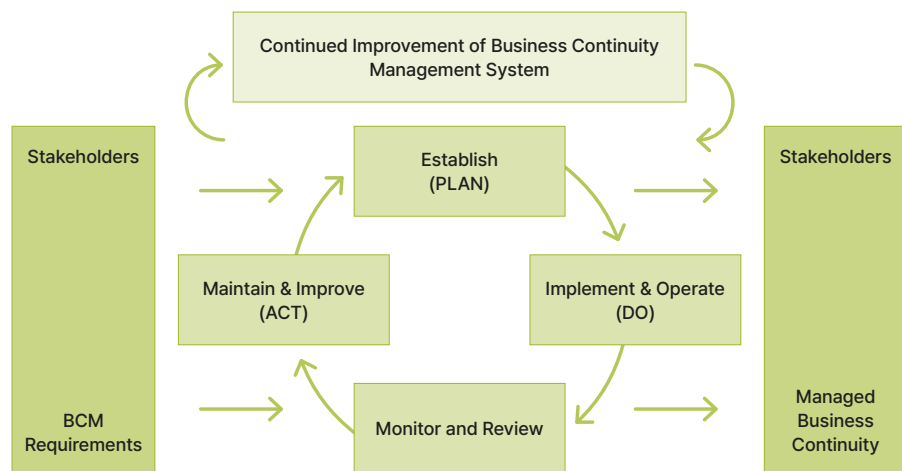 Continued Improvement of Business Continuity
Management System
Stakeholders
Establish
(PLAN)
Stakeholders
Maintain & Improve
(ACT)
Implement & Operate
(DO)
BCM
Requirements
Monitor and Review
Managed
Business
Continuity